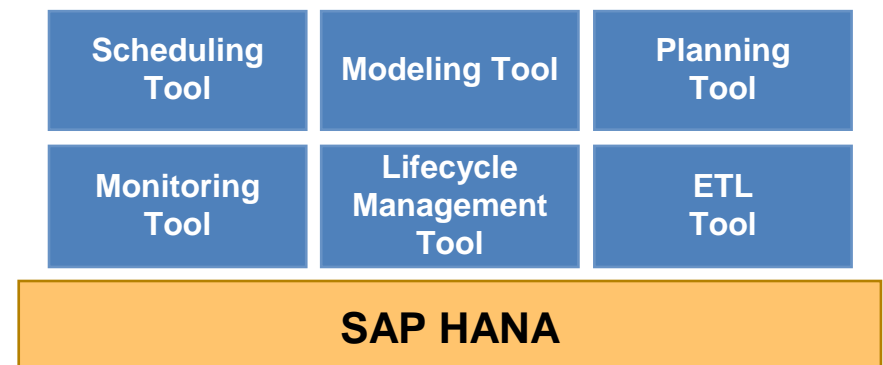 Scheduling
Tool
Modeling Tool
Planning
Tool
Monitoring
Tool
Lifecycle
Management
Tool
ETL
Tool
SAP HANA